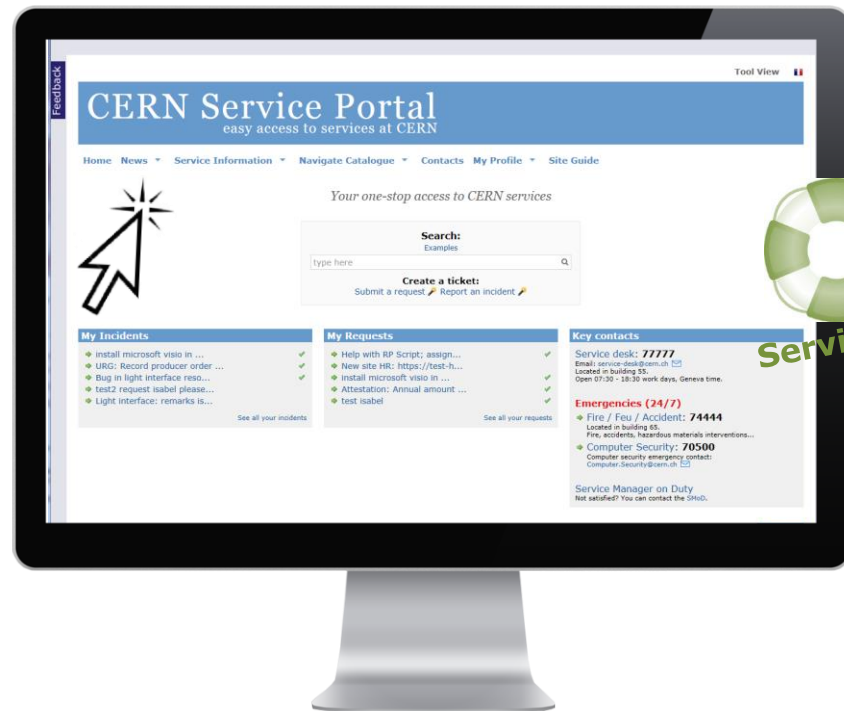 Feedback
Tool View
CERN Service Portal
easy access to services at CERN
Home News Service Information Navigate Catalogue Contacts My Profile Site Guide
Your one-stop access to CERN services
Search:
Examples
type here
Create a ticket:
Submit a request Report an incident
My Incidents
install microsoft visio in ...
URG: Record producer order ...
Bug in light interface reso...
test2 request isabel please...
Light interface: remarks is...
See all your incidents
My Requests
Help with RP Script; assign...
New site HR: https://test-h...
install microsoft visio in ...
Attestation: Annual amount ...
test isabel
See all your requests
Key contacts
Service desk: 77777
Email: service-desk@cern.ch
Located in building 55.
Open 07:30 - 18:30 work days, Geneva time.
Emergencies (24/7)
Fire / Feu / Accident: 74444
Located in building 65.
Fire, accidents, hazardous materials interventions...
Computer Security: 70500
Computer security emergency contact:
Computer.Security@cern.ch
Service Manager on Duty
Not satisfied? You can contact the SMoD.